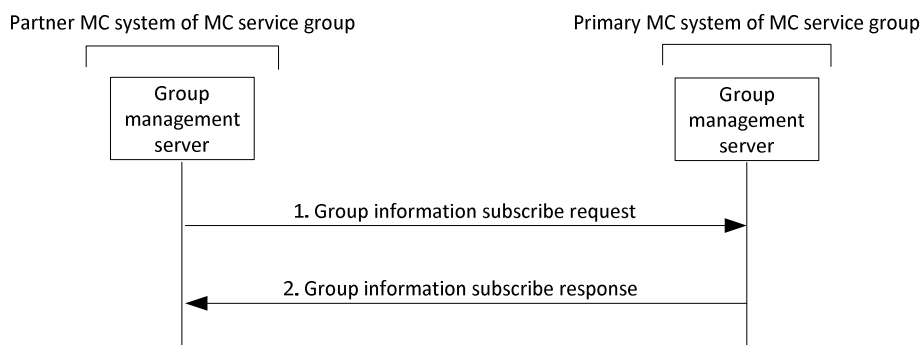 Partner MC system of MC service group
Primary MC system of MC service group
Group
management
server
Group
management
server
1. Group information subscribe request
2. Group information subscribe response